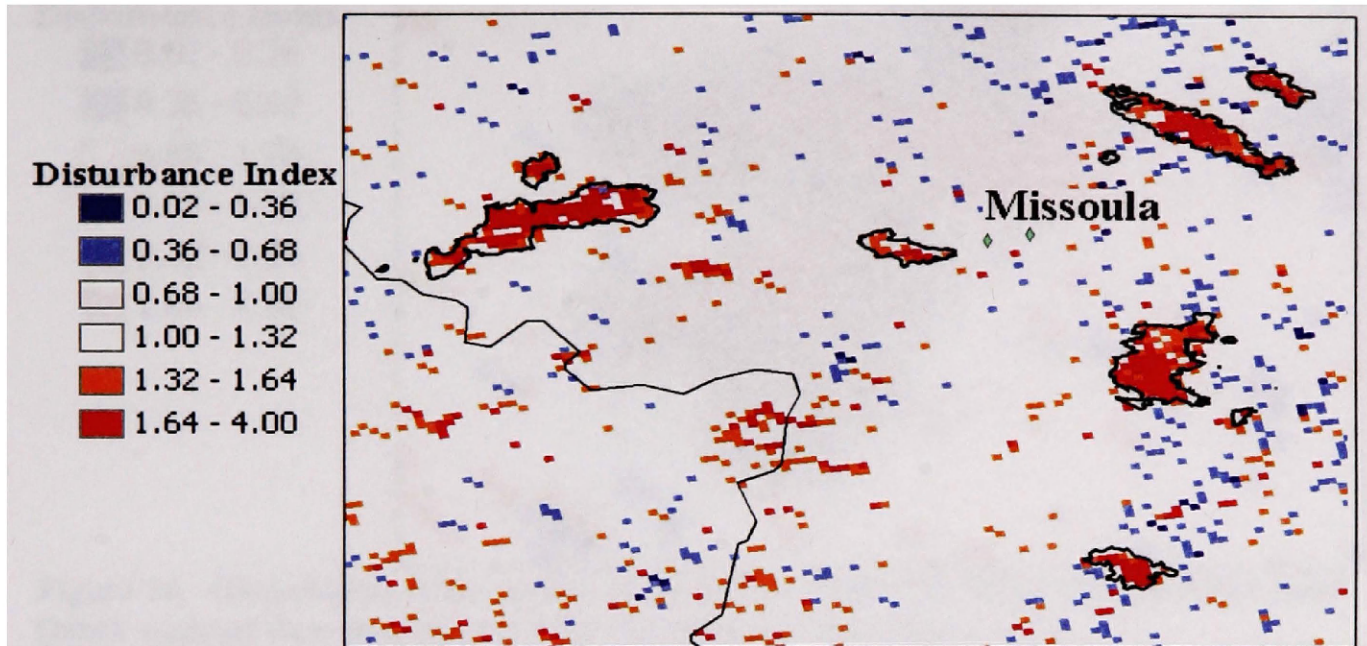 Disturbance Index
0.02 - 0.36
0.36 - 0.68
0.68 - 1.00
1.00 - 1.32
1.32 - 1.64
1.64 - 4.00
Missoula